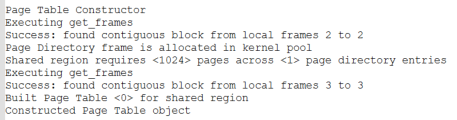 Page Table Constructor
Executing get_frames
Success: found contiguous block from local frames 2 to 2
Page Directory frame is allocated in kernel pool
Shared region requires <1024> pages across <1> page directory entries
Executing get_frames
Success: found contiguous block from local frames 3 to 3
Built Page Table <0> for shared region
Constructed Page Table object